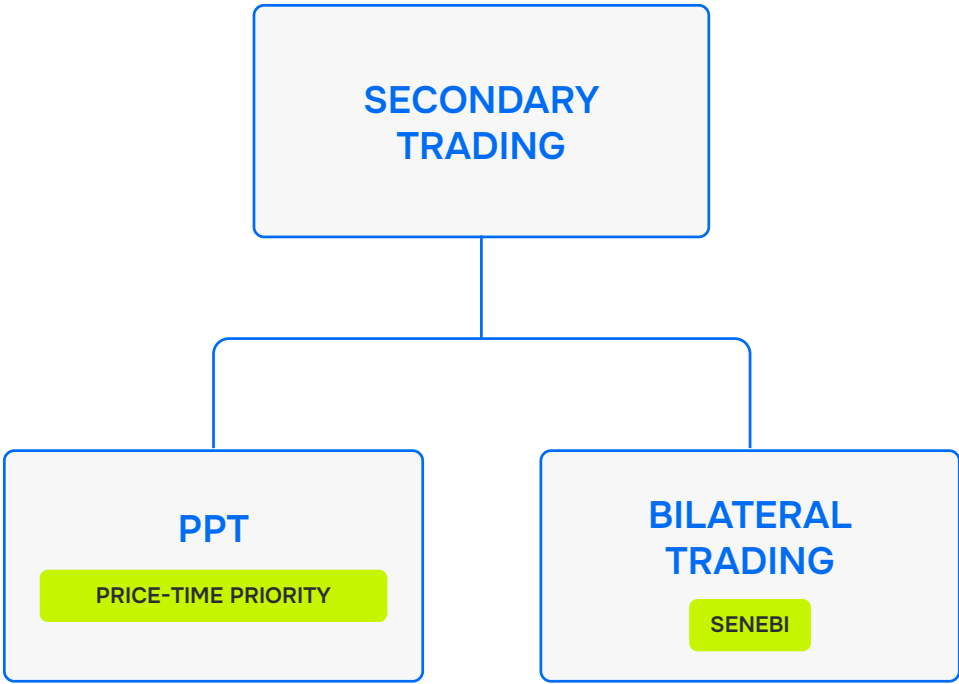 SECONDARY
TRADING
PPT
PRICE-TIME PRIORITY
BILATERAL
TRADING
SENEBI